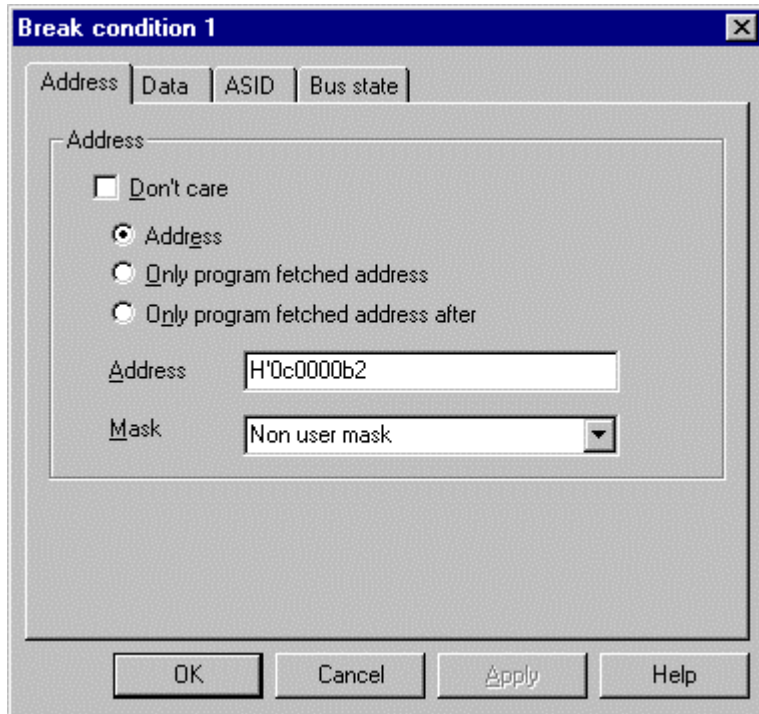 Break condition 1
Address Data ASID Bus state
Address
Don't care
Address
Only program fetched address
Only program fetched address after
Address H'0c0000b2
Mask Non user mask
OK Cancel Apply Help